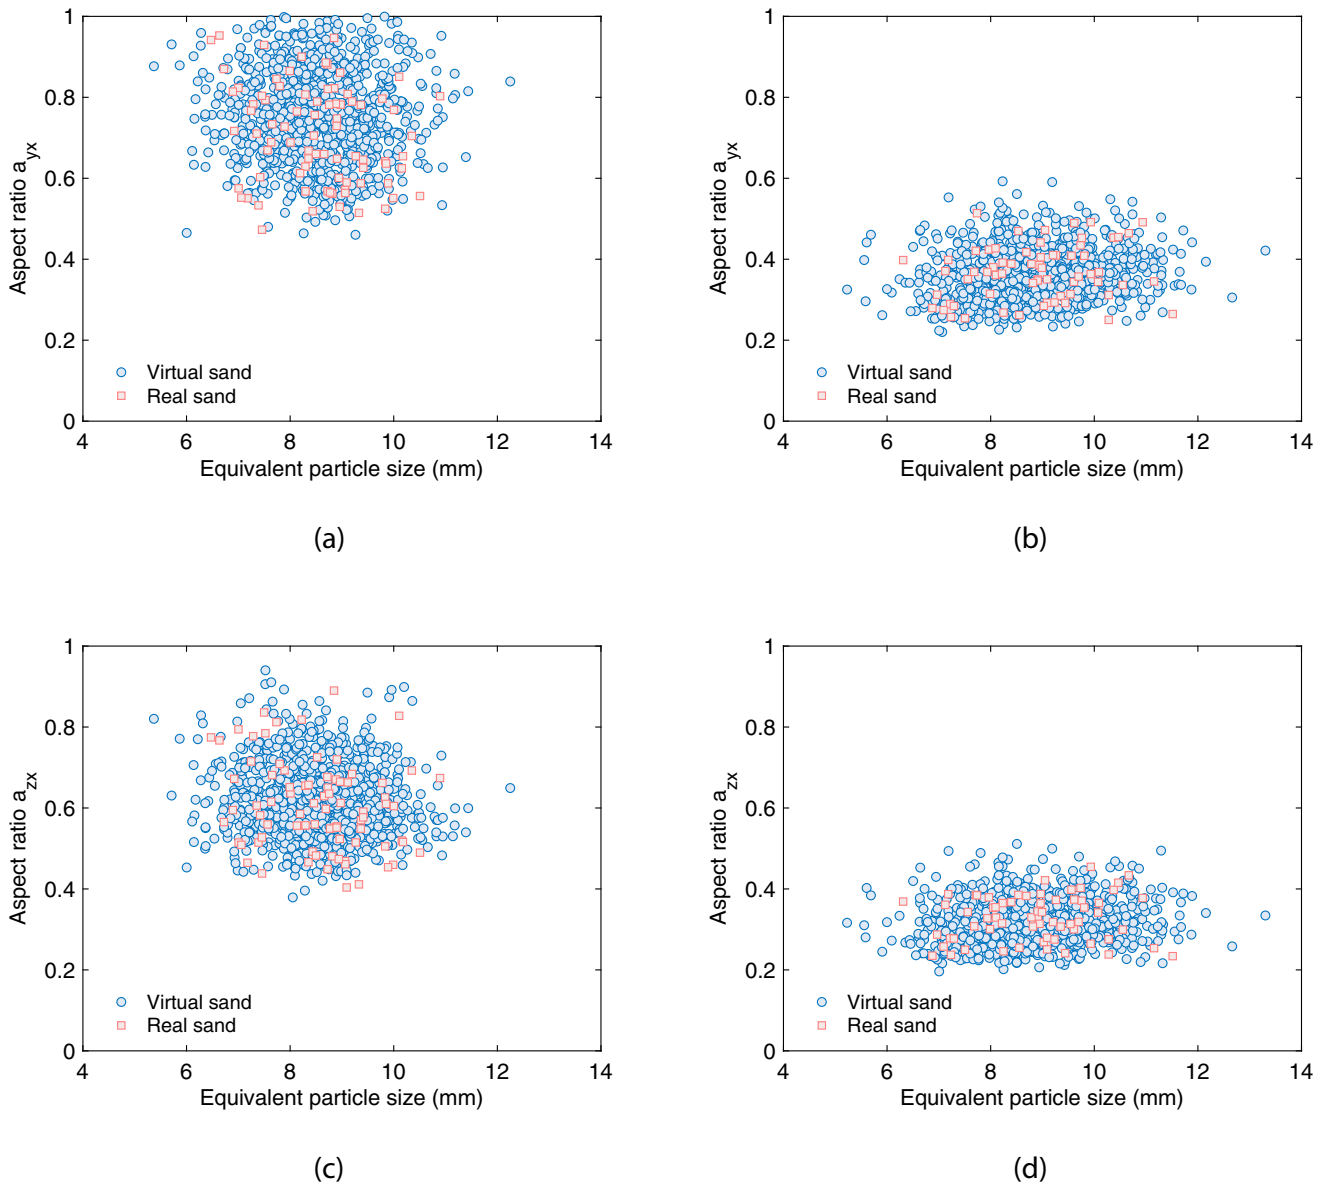 1
0.8
0.6
0.4
0.2
0
Aspect ratio a_yx
Virtual sand
Real sand
4 6 8 10 12 14
Equivalent particle size (mm)
(a)
1
0.8
0.6
0.4
0.2
0
Aspect ratio a_yx
Virtual sand
Real sand
4 6 8 10 12 14
Equivalent particle size (mm)
(b)
1
0.8
0.6
0.4
0.2
0
Aspect ratio a_zx
Virtual sand
Real sand
4 6 8 10 12 14
Equivalent particle size (mm)
(c)
1
0.8
0.6
0.4
0.2
0
Aspect ratio a_zx
Virtual sand
Real sand
4 6 8 10 12 14
Equivalent particle size (mm)
(d)